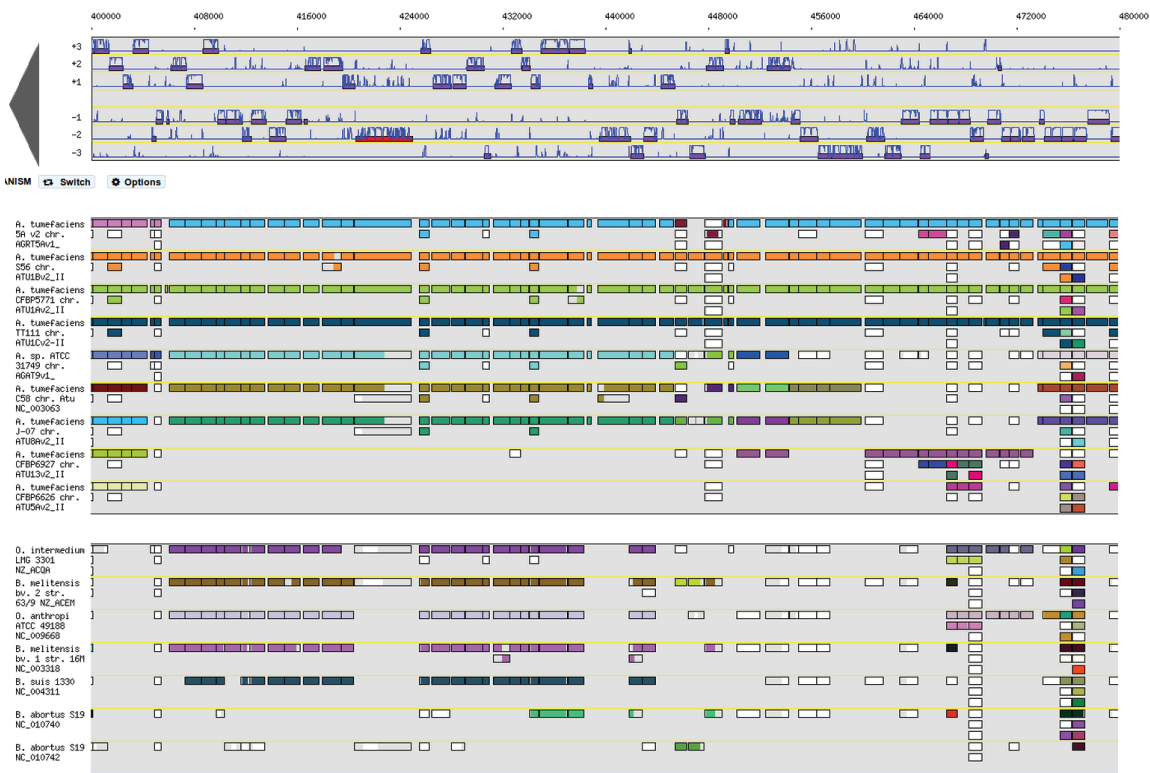 400000 408000 416000 424000 432000 440000 448000 456000 464000 472000 480000
+3
+2
+1
-1
-2
-3
ANISM Switch Options
A. tumefaciens
5A v2 chr.
AGRT5Av1_
A. tumefaciens
S56 chr.
ATU1Bv2_II
A. tumefaciens
CFBP5771 chr.
ATU1Av2_II
A. tumefaciens
TT111 chr.
ATU1Cv2-II
A. sp. ATCC
31749 chr.
AGAT9v1_
A. tumefaciens
C58 chr. Atu
NC_003063
A. tumefaciens
J-07 chr.
ATU8Av2_II
A. tumefaciens
CFBP6927 chr.
ATU13v2_II
A. tumefaciens
CFBP6626 chr.
ATU5Av2_II
O. intermedium
LMG 3301
NZ_ACQA
B. melitensis
bv. 2 str.
63/9 NZ_ACEM
O. anthropi
ATCC 49188
NC_009668
B. melitensis
bv. 1 str. 16M
NC_003318
B. suis 1330
NC_004311
B. abortus S19
NC_010740
B. abortus S19
NC_010742